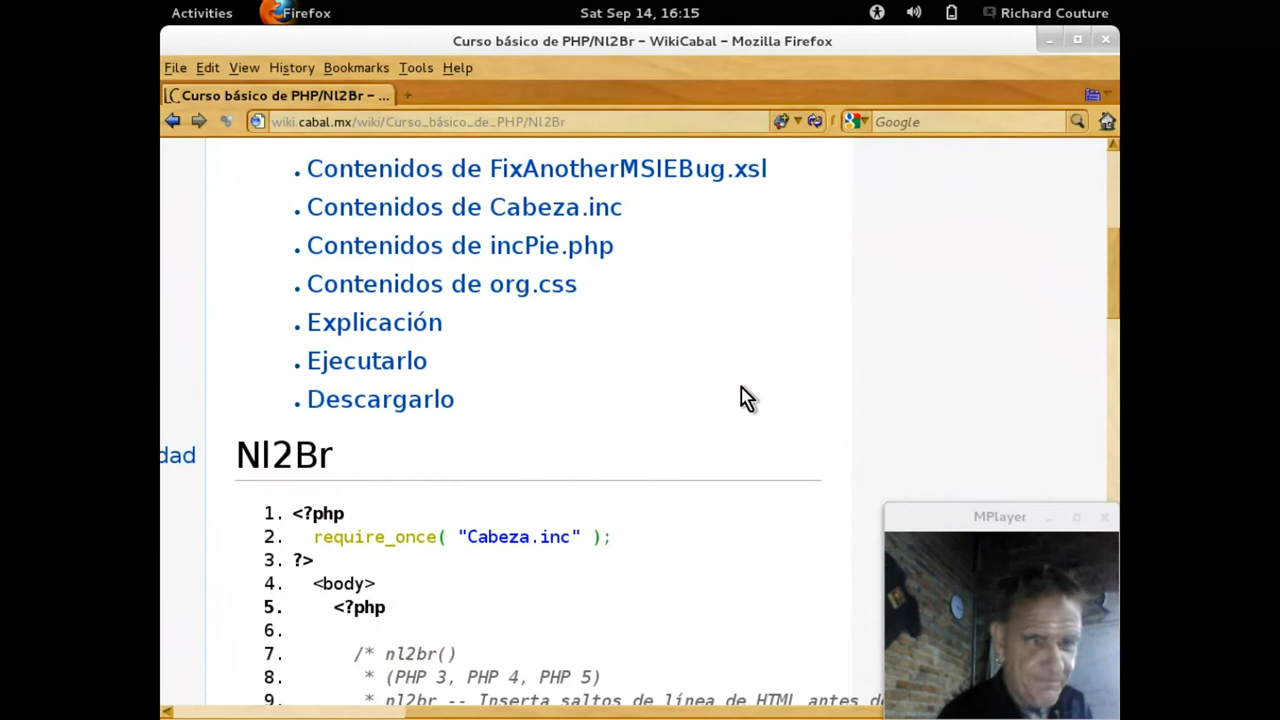 Activities Firefox Sat Sep 14, 16:15 Richard Couture
Curso básico de PHP/Nl2Br – WikiCabal – Mozilla Firefox
File Edit View History Bookmarks Tools Help
Curso básico de PHP/Nl2Br – ...
wiki.cabal.mx/wiki/Curso_básico_de_PHP/Nl2Br Google
• Contenidos de FixAnotherMSIEBug.xsl
• Contenidos de Cabeza.inc
• Contenidos de incPie.php
• Contenidos de org.css
• Explicación
• Ejecutarlo
• Descargarlo
dad
Nl2Br
1. <?php
2. require_once( "Cabeza.inc" );
3. ?>
4. <body>
5. <?php
6.
7. /* nl2br()
8. * (PHP 3, PHP 4, PHP 5)
9. * nl2br -- Inserta saltos de línea de HTML antes de
MPlayer